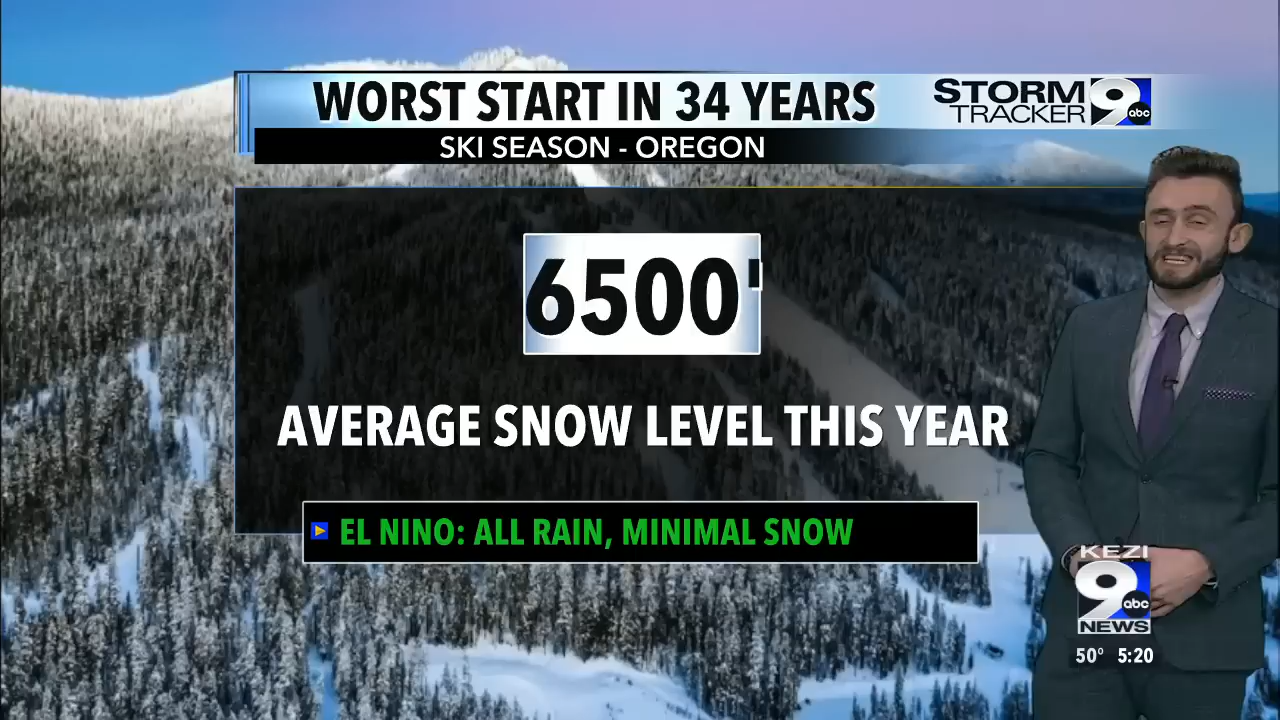 WORST START IN 34 YEARS
STORM
TRACKER 9 abc
SKI SEASON - OREGON
6500'
AVERAGE SNOW LEVEL THIS YEAR
EL NINO: ALL RAIN, MINIMAL SNOW
KEZI
9 abc
NEWS
50° 5:20